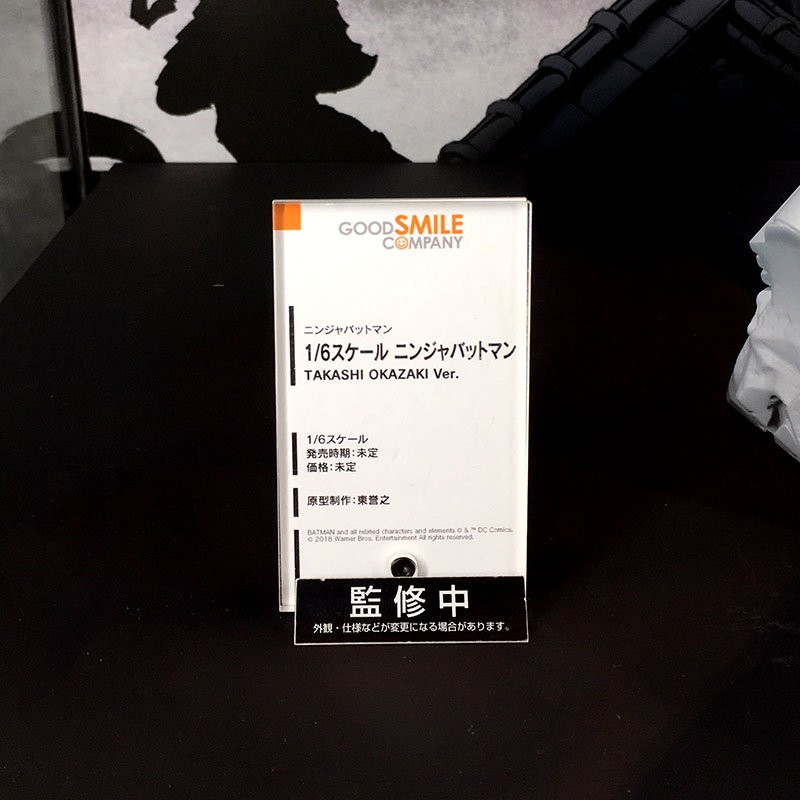 GOOD SMILE
COMPANY
ニンジャバットマン
1/6スケール ニンジャバットマン
TAKASHI OKAZAKI Ver.
1/6スケール
発売時期：未定
価格：未定
原型制作：東誉之
BATMAN and all related characters and elements © & ™ DC Comics.
© 2018 Warner Bros. Entertainment All rights reserved.
監修中
外観・仕様などが変更になる場合があります。